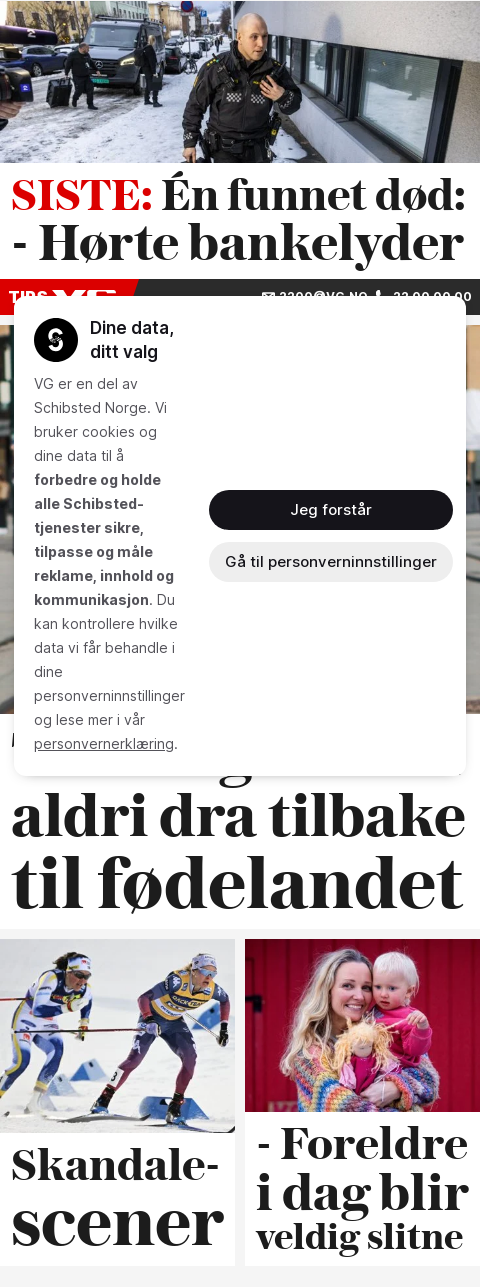 SISTE: Én funnet død:
- Hørte bankelyder
TIPS VG 2200@VG.NO 22 00 00 00
Dine data,
ditt valg
VG er en del av
Schibsted Norge. Vi
bruker cookies og
dine data til å
forbedre og holde
alle Schibsted-
tjenester sikre,
tilpasse og måle
reklame, innhold og
kommunikasjon. Du
kan kontrollere hvilke
data vi får behandle i
dine
personverninnstillinger
og lese mer i vår
personvernerklæring.
Jeg forstår
Gå til personverninnstillinger
aldri dra tilbake
til fødelandet
Skandale-
scener
- Foreldre
i dag blir
veldig slitne